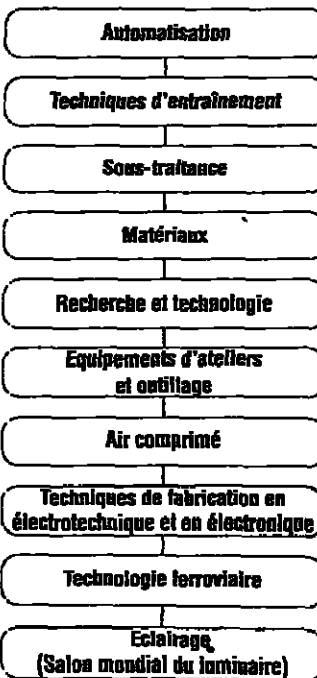 Automatisation
Techniques d'entraînement
Sous-traitance
Matériaux
Recherche et technologie
Equipements d'ateliers
et outillage
Air comprimé
Techniques de fabrication en
électrotechnique et en électronique
Technologie ferroviaire
Eclairage
(Salon mondial du luminaire)